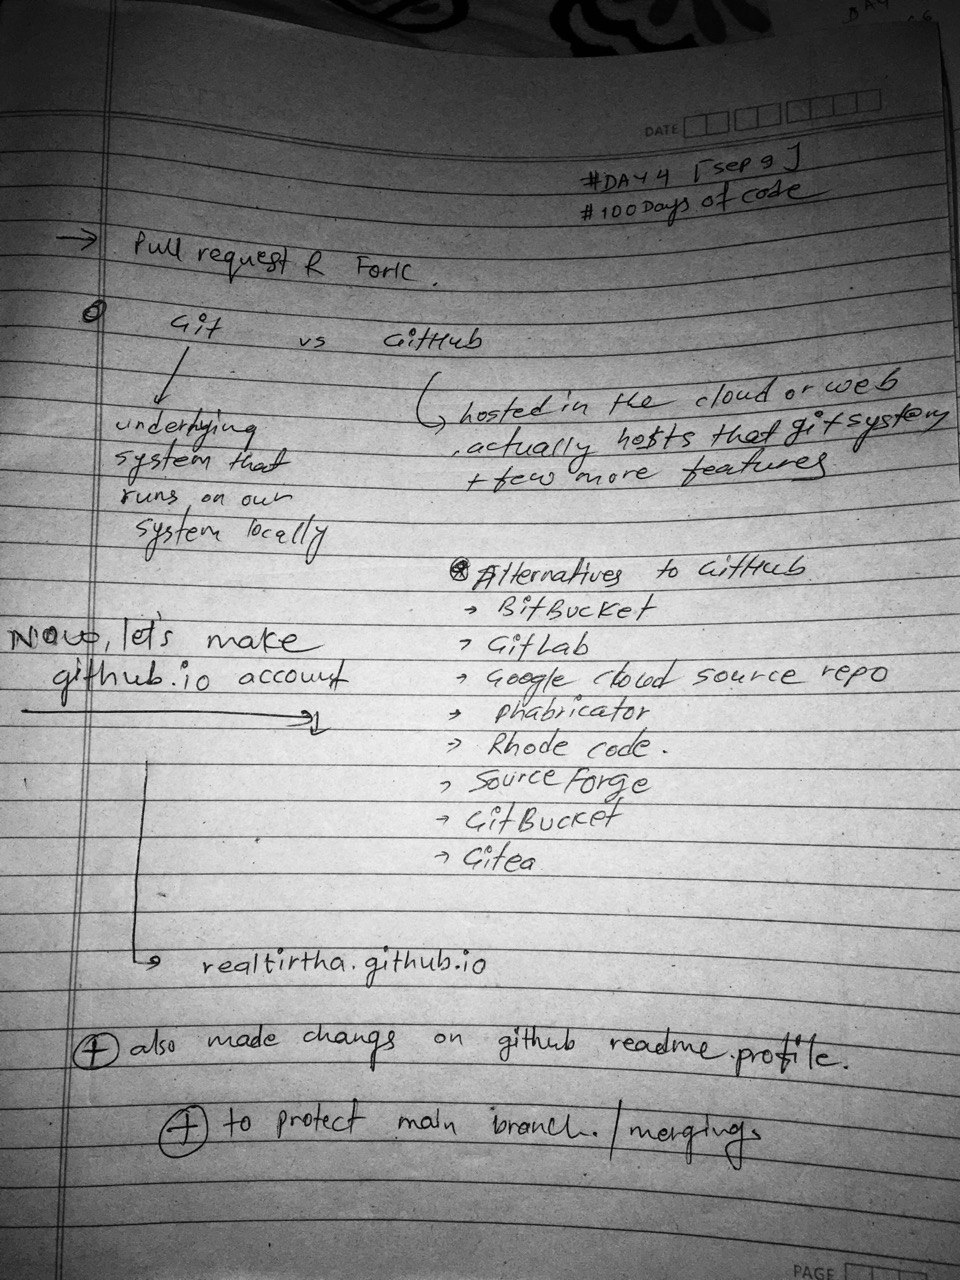 DATE
#DAY 4 [Sep 9]
#100Days of code
→ Pull request & Fork.
Git vs GitHub
underlying
system that
runs on our
system locally
hosted in the cloud or web
actually hosts that git system
+ few more features
Alternatives to GitHub
→ BitBucket
→ GitLab
→ Google cloud source repo
→ Phabricator
→ Rhode code.
→ SourceForge
→ GitBucket
→ Gitea
Now, let's make
github.io account
realtirtha.github.io
+ also made changs on github readme.profile.
+ to protect main branch. / mergings
PAGE